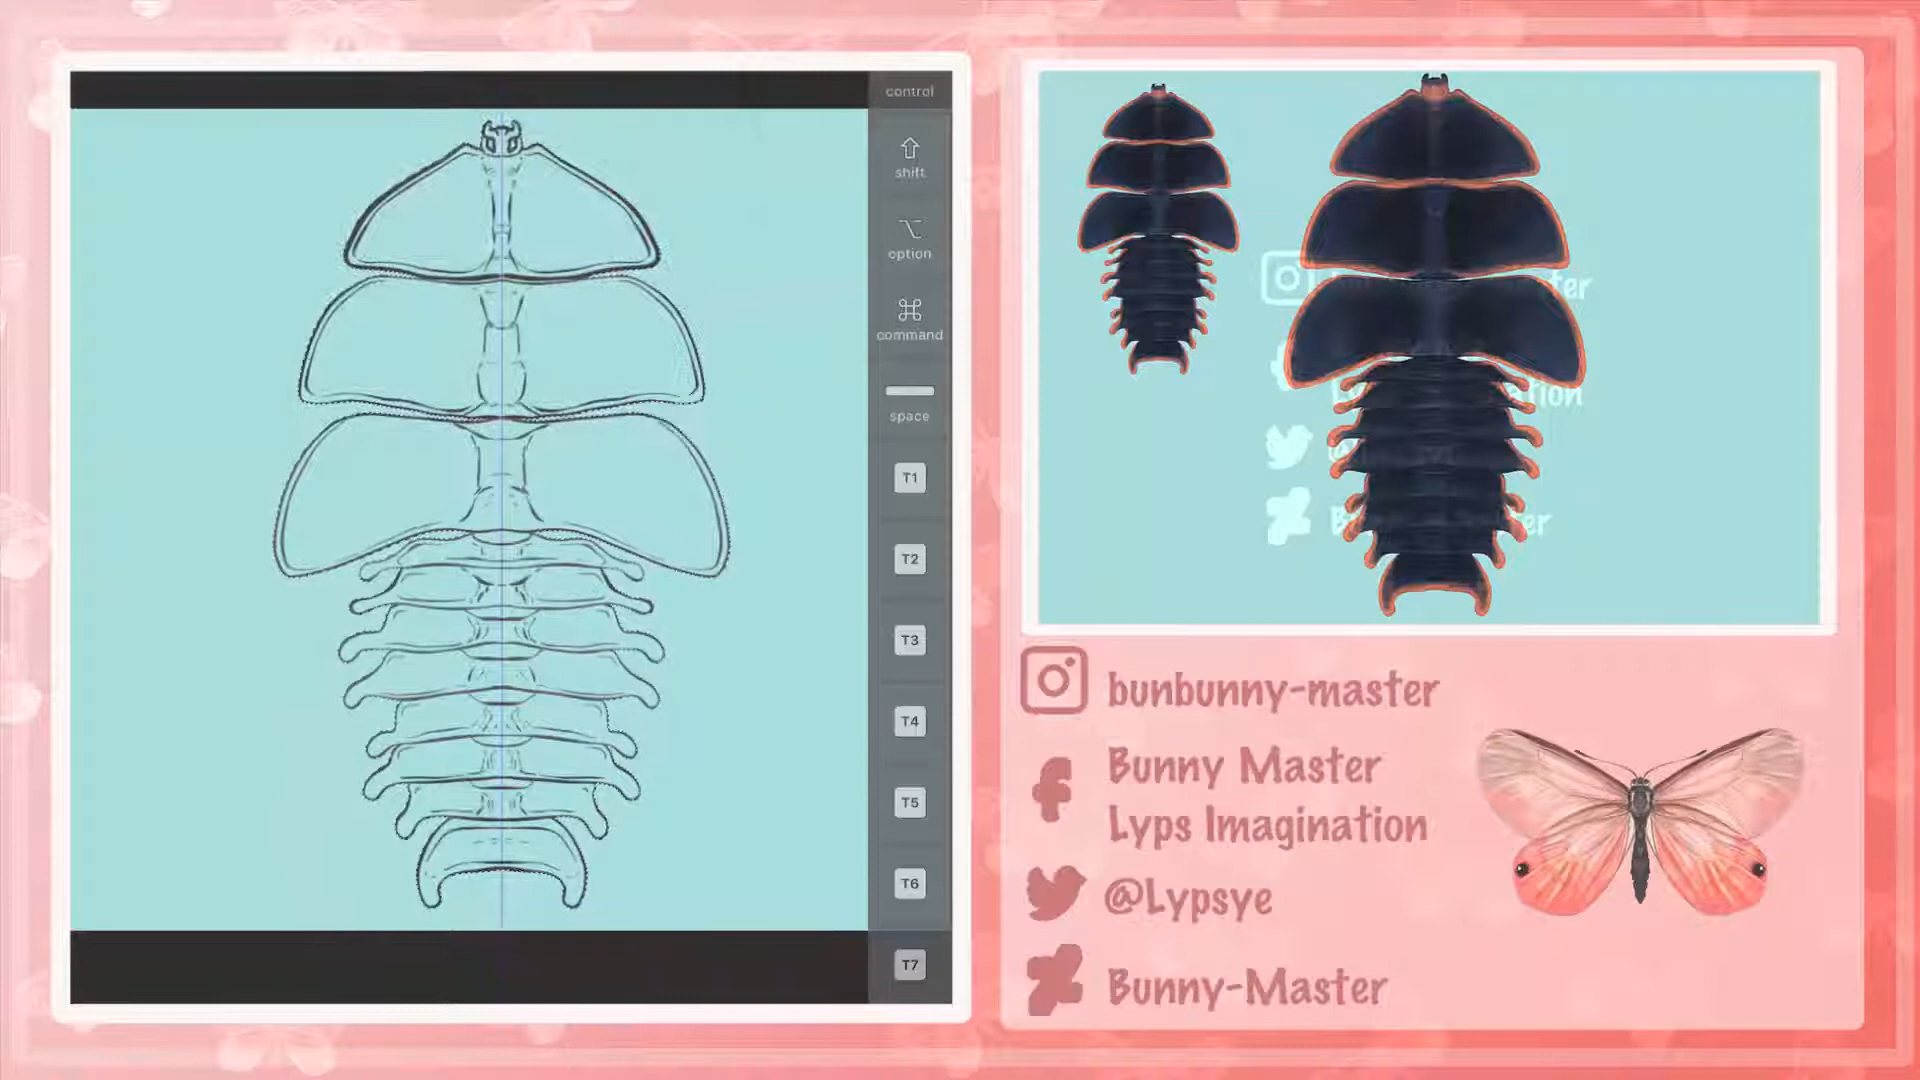 control
shift
option
command
space
T1
T2
T3
T4
T5
T6
T7
bunbunny-master
Bunny Master
Lyps Imagination
@Lypsye
Bunny-Master